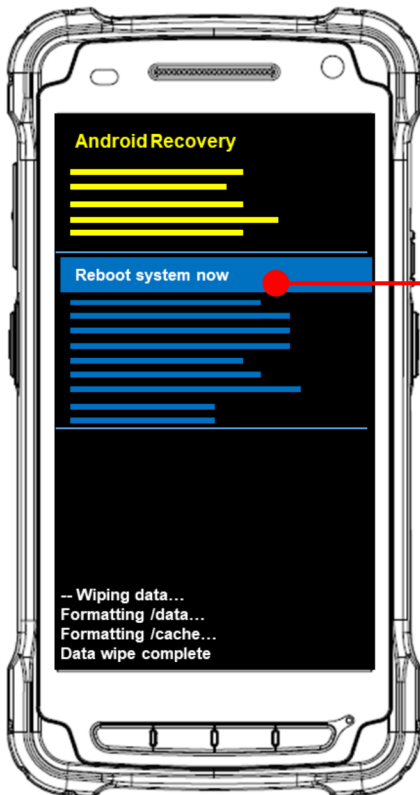 Android Recovery
Reboot system now
-- Wiping data…
Formatting /data…
Formatting /cache…
Data wipe complete